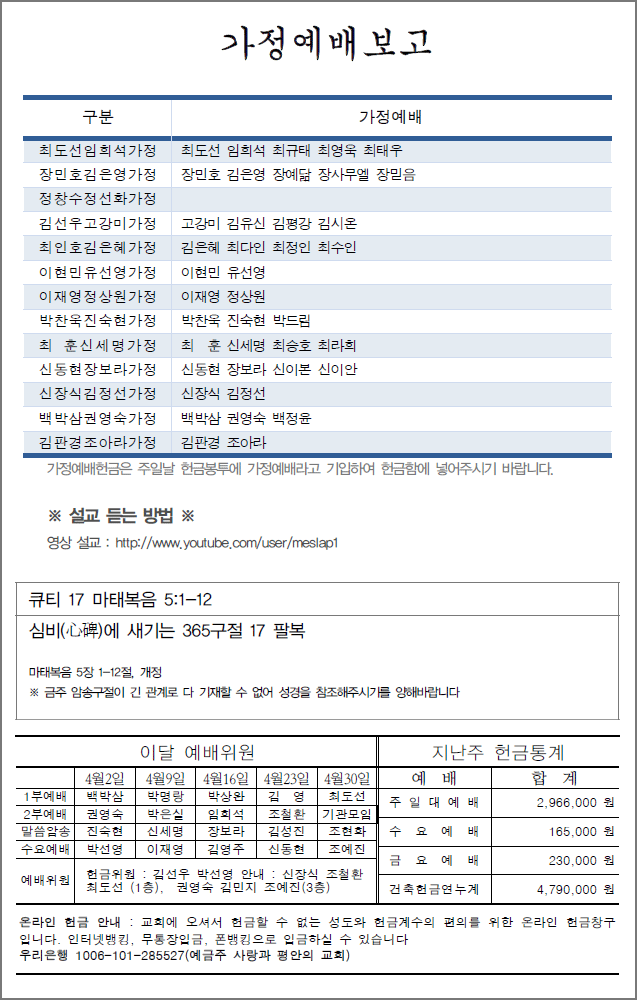 가정예배보고
구분 가정예배
최도선임희석가정 최도선 임희석 최규태 최영욱 최태우
장민호김은영가정 장민호 김은영 장예닮 장사무엘 장믿음
정창수정선화가정
김선우고강미가정 고강미 김유신 김평강 김시온
최인호김은혜가정 김은혜 최다인 최정인 최수인
이현민유선영가정 이현민 유선영
이재영정상원가정 이재영 정상원
박찬욱진숙현가정 박찬욱 진숙현 박드림
최 훈신세명가정 최 훈 신세명 최승호 최라희
신동현장보라가정 신동현 장보라 신이본 신이안
신장식김정선가정 신장식 김정선
백박삼권영숙가정 백박삼 권영숙 백정윤
김판경조아라가정 김판경 조아라
가정예배헌금은 주일날 헌금봉투에 가정예배라고 기입하여 헌금함에 넣어주시기 바랍니다.
※ 설교 듣는 방법 ※
영상 설교 : http://www.youtube.com/user/meslap1
큐티 17 마태복음 5:1-12
심비(心碑)에 새기는 365구절 17 팔복
마태복음 5장 1-12절, 개정
※ 금주 암송구절이 긴 관계로 다 기재할 수 없어 성경을 참조해주시기를 양해바랍니다
이달 예배위원
4월2일 4월9일 4월16일 4월23일 4월30일
1부예배 백박삼 박명랑 박상완 김 영 최도선
2부예배 권영숙 박은실 임희석 조철환 기관모임
말씀암송 진숙현 신세명 장보라 김성진 조현화
수요예배 박선영 이재영 김영주 신동현 조예진
예배위원 헌금위원 : 김선우 박선영 안내 : 신장식 조철환
최도선 (1층), 권영숙 김민지 조예진(3층)
지난주 헌금통계
예 배 합 계
주 일 대 예 배 2,966,000 원
수 요 예 배 165,000 원
금 요 예 배 230,000 원
건축헌금연누계 4,790,000 원
온라인 헌금 안내 : 교회에 오셔서 헌금할 수 없는 성도와 헌금계수의 편의를 위한 온라인 헌금창구
입니다. 인터넷뱅킹, 무통장입금, 폰뱅킹으로 입금하실 수 있습니다
우리은행 1006-101-285527(예금주 사랑과 평안의 교회)